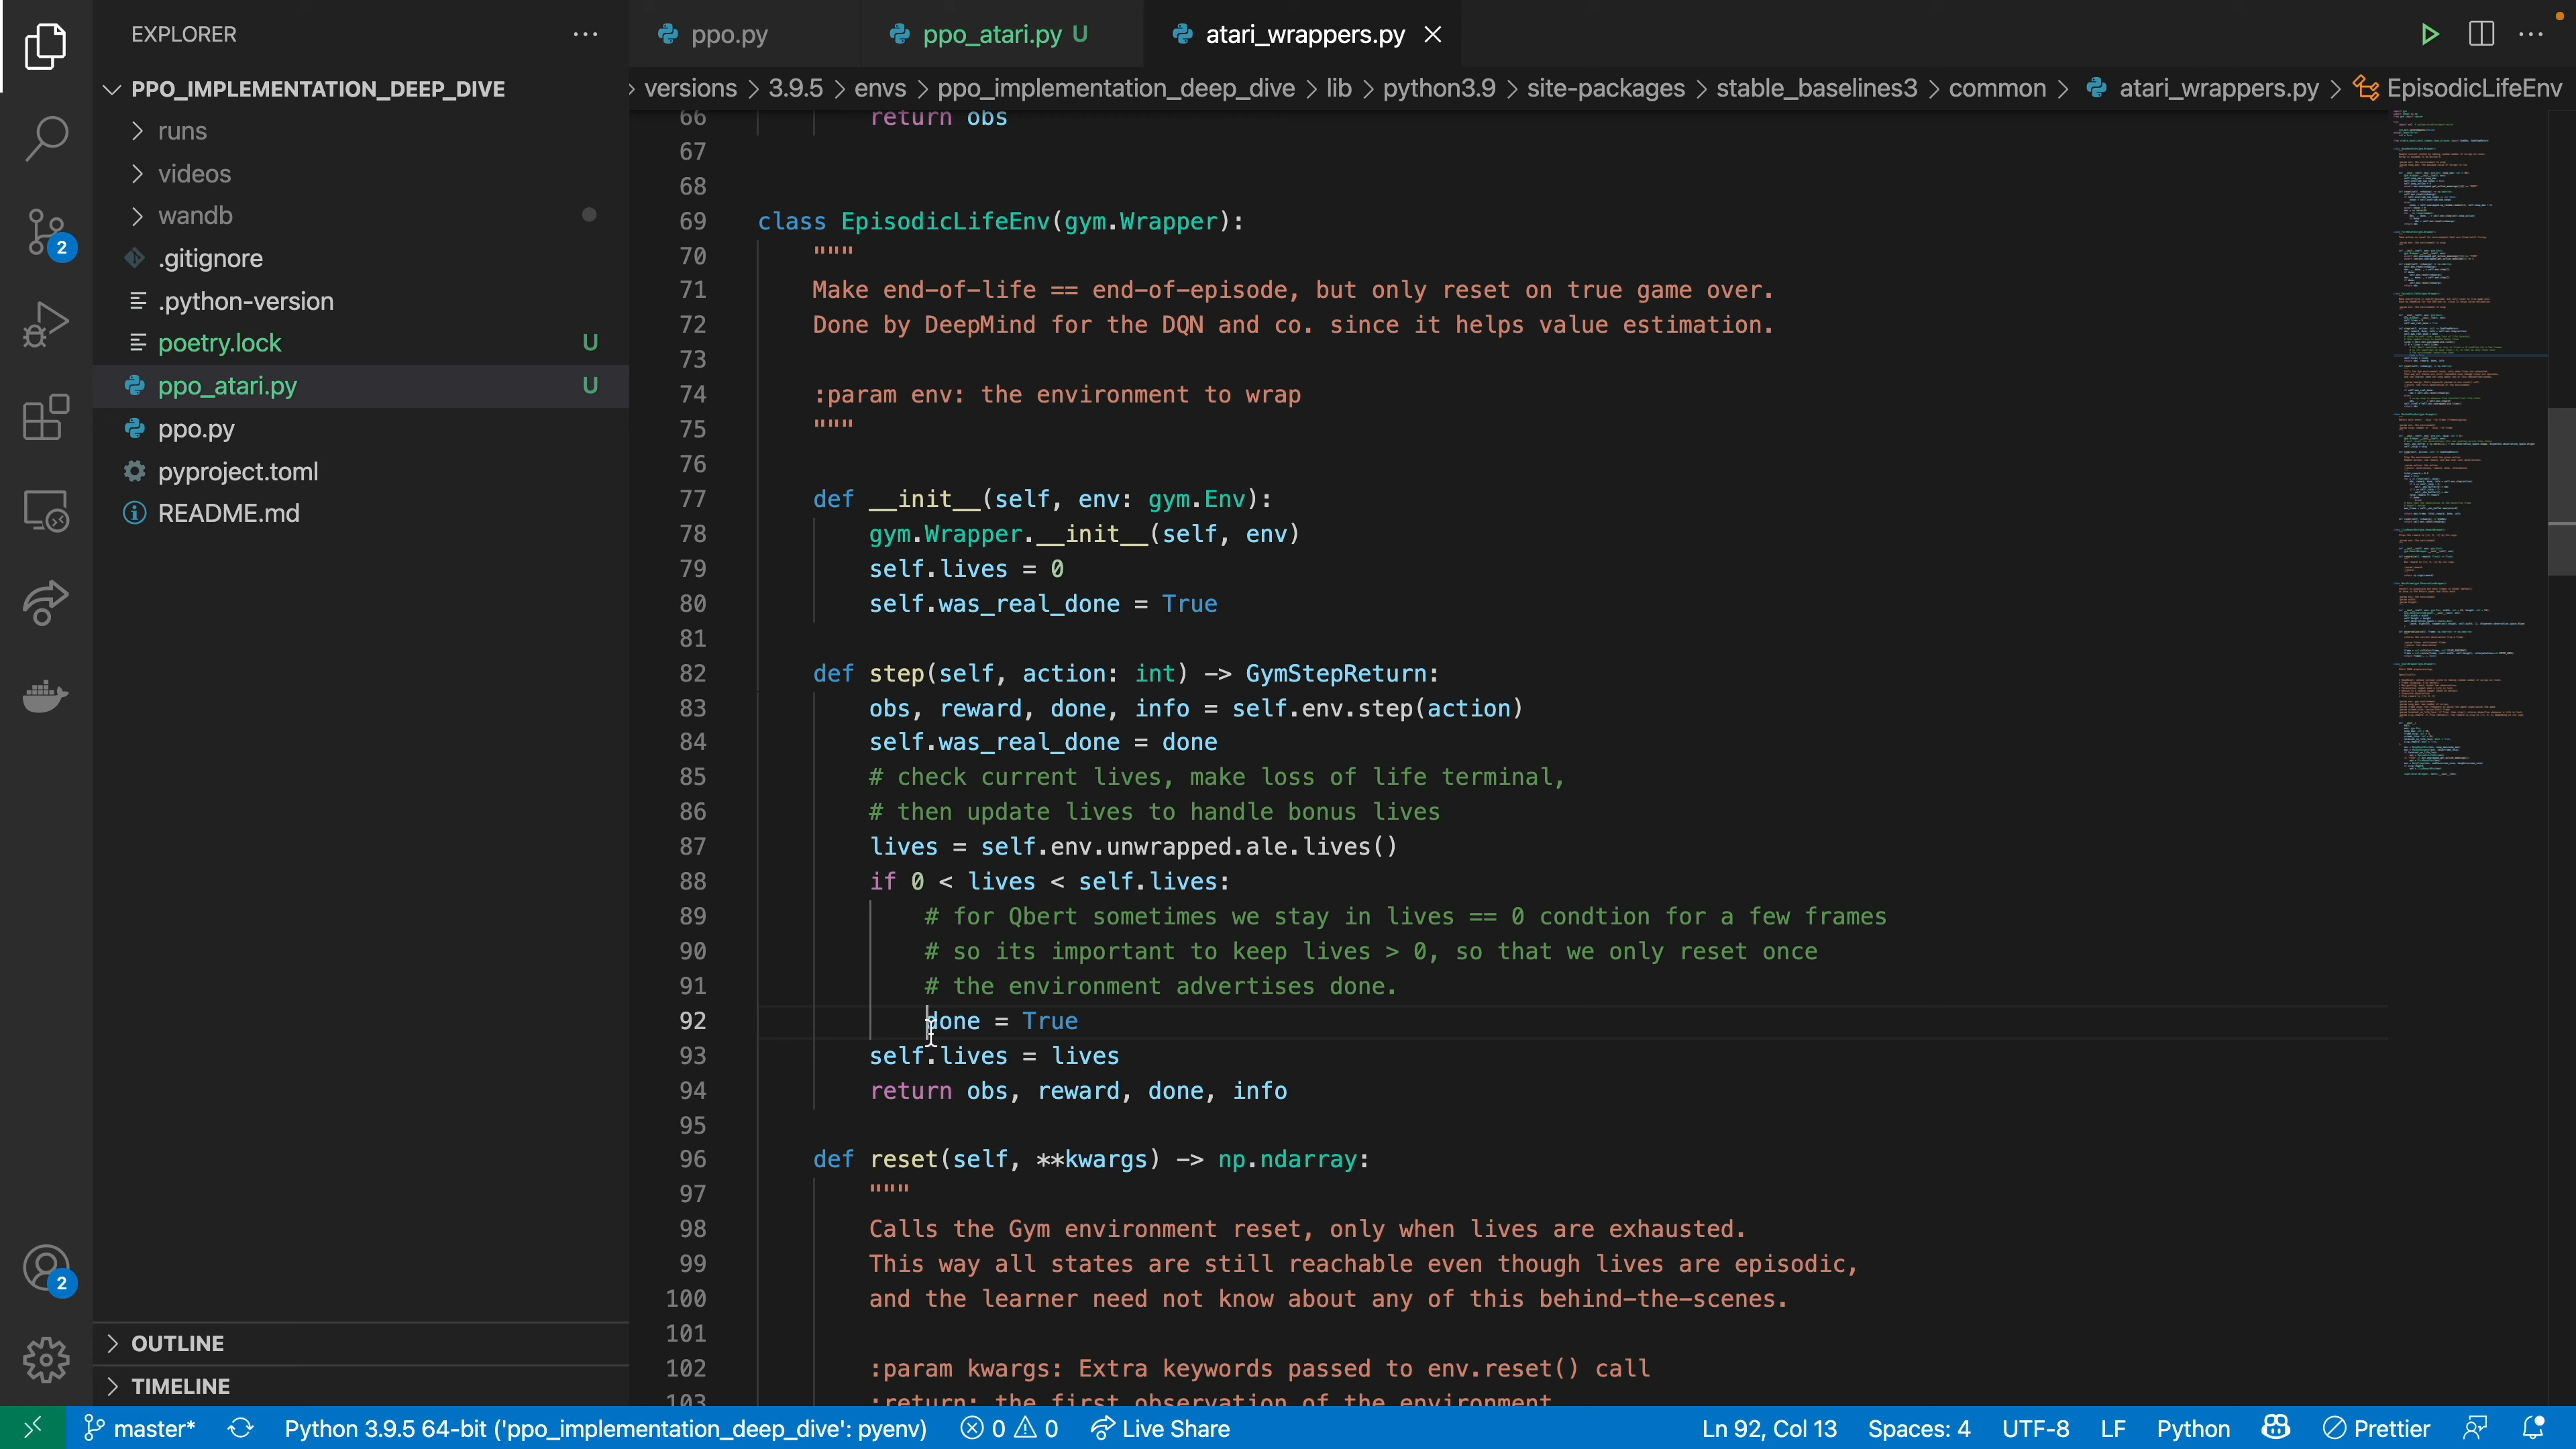 EXPLORER
PPO_IMPLEMENTATION_DEEP_DIVE
runs
videos
wandb
.gitignore
.python-version
poetry.lock U
ppo_atari.py U
ppo.py
pyproject.toml
README.md
OUTLINE
TIMELINE
2
2
ppo.py
ppo_atari.py U
atari_wrappers.py
versions > 3.9.5 > envs > ppo_implementation_deep_dive > lib > python3.9 > site-packages > stable_baselines3 > common > atari_wrappers.py > EpisodicLifeEnv
66 return obs
67
68
69 class EpisodicLifeEnv(gym.Wrapper):
70 """
71 Make end-of-life == end-of-episode, but only reset on true game over.
72 Done by DeepMind for the DQN and co. since it helps value estimation.
73
74 :param env: the environment to wrap
75 """
76
77 def __init__(self, env: gym.Env):
78 gym.Wrapper.__init__(self, env)
79 self.lives = 0
80 self.was_real_done = True
81
82 def step(self, action: int) -> GymStepReturn:
83 obs, reward, done, info = self.env.step(action)
84 self.was_real_done = done
85 # check current lives, make loss of life terminal,
86 # then update lives to handle bonus lives
87 lives = self.env.unwrapped.ale.lives()
88 if 0 < lives < self.lives:
89 # for Qbert sometimes we stay in lives == 0 condtion for a few frames
90 # so its important to keep lives > 0, so that we only reset once
91 # the environment advertises done.
92 done = True
93 self.lives = lives
94 return obs, reward, done, info
95
96 def reset(self, **kwargs) -> np.ndarray:
97 """
98 Calls the Gym environment reset, only when lives are exhausted.
99 This way all states are still reachable even though lives are episodic,
100 and the learner need not know about any of this behind-the-scenes.
101
102 :param kwargs: Extra keywords passed to env.reset() call
103 :return: the first observation of the environment
master* Python 3.9.5 64-bit ('ppo_implementation_deep_dive': pyenv) 0 0 Live Share Ln 92, Col 13 Spaces: 4 UTF-8 LF Python Prettier